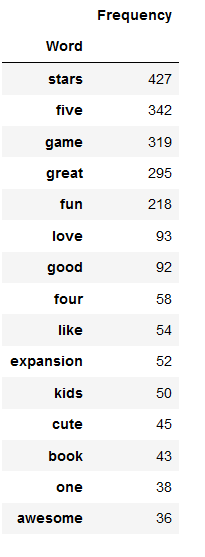 Frequency
Word
stars 427
five 342
game 319
great 295
fun 218
love 93
good 92
four 58
like 54
expansion 52
kids 50
cute 45
book 43
one 38
awesome 36